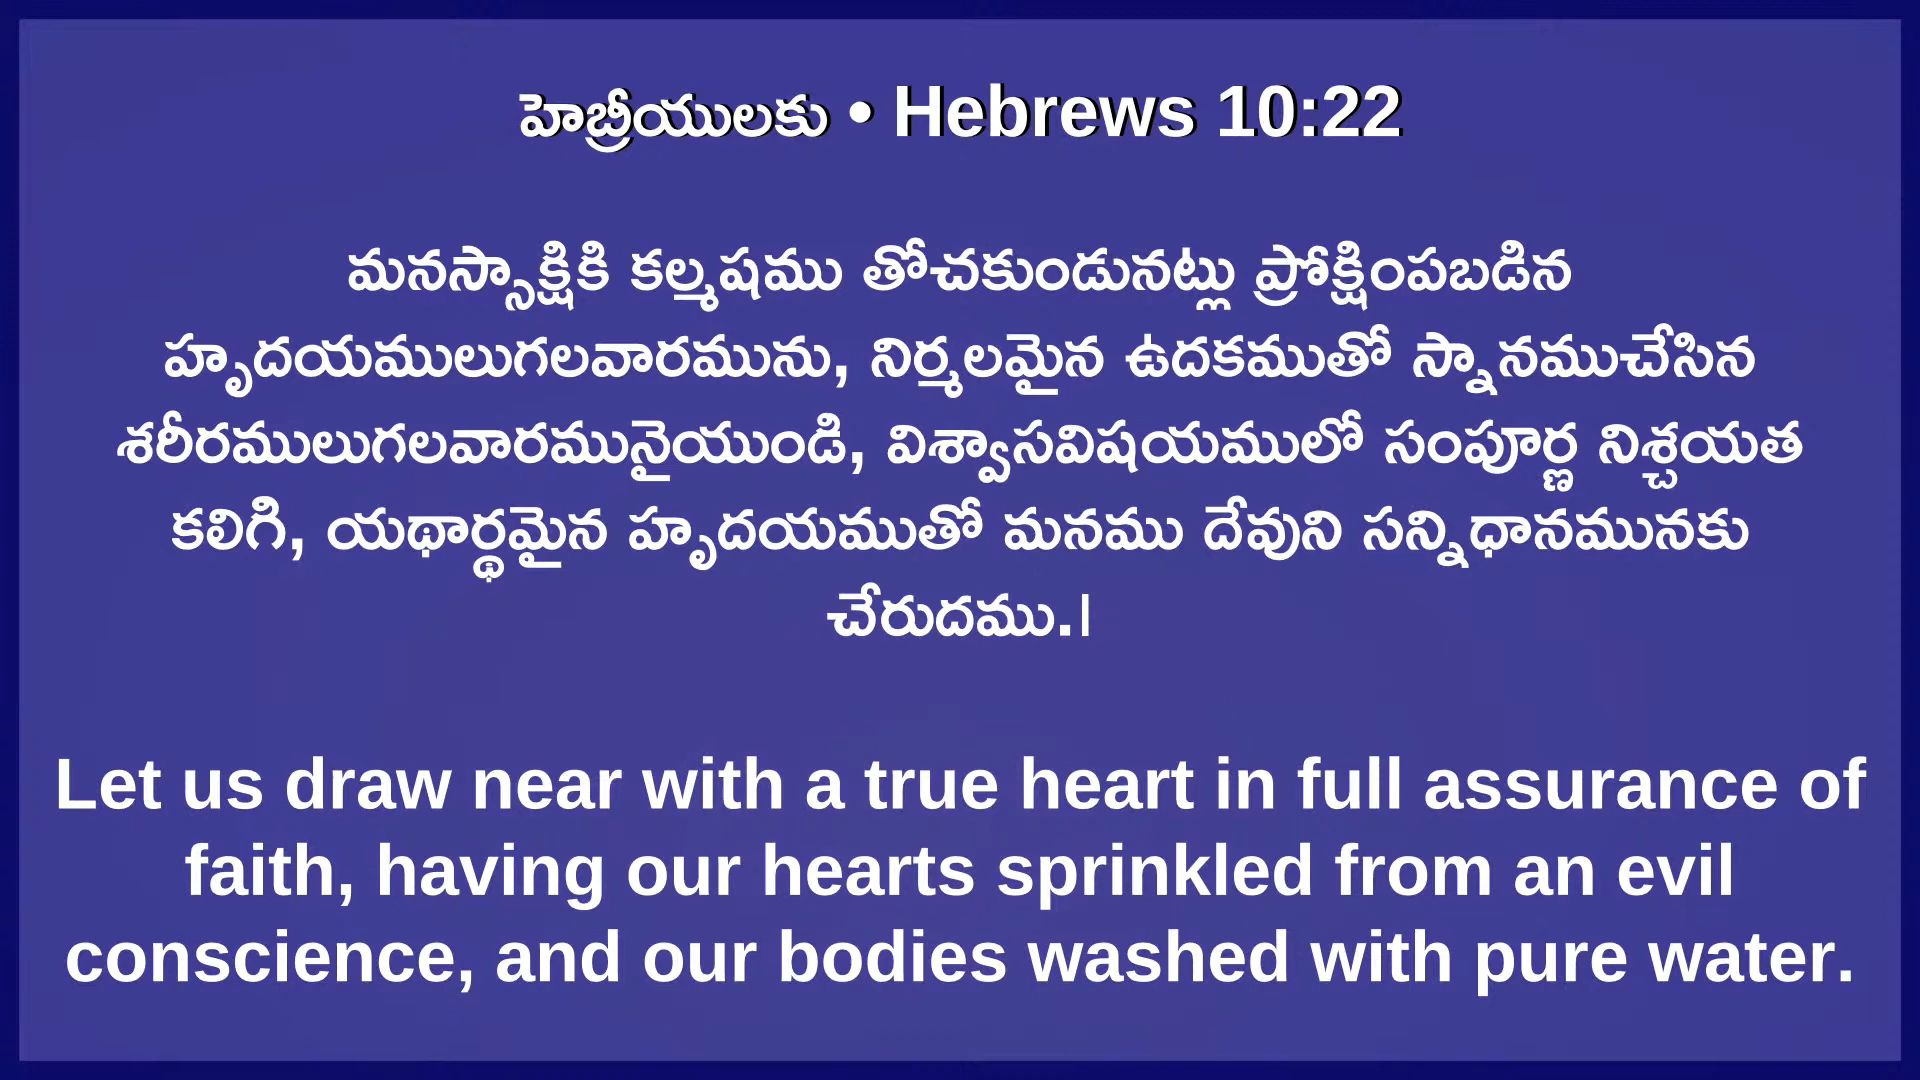 హెబ్రీయులకు • Hebrews 10:22
మనస్సాక్షికి కల్మషము తోచకుండునట్లు ప్రోక్షింపబడిన
హృదయములుగలవారమును, నిర్మలమైన ఉదకముతో స్నానముచేసిన
శరీరములుగలవారమునైయుండి, విశ్వాసవిషయములో సంపూర్ణ నిశ్చయత
కలిగి, యథార్థమైన హృదయముతో మనము దేవుని సన్నిధానమునకు
చేరుదము.।
Let us draw near with a true heart in full assurance of
faith, having our hearts sprinkled from an evil
conscience, and our bodies washed with pure water.